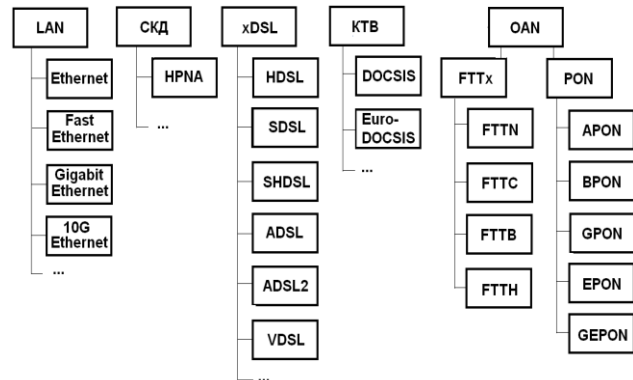 LAN
Ethernet
Fast
Ethernet
Gigabit
Ethernet
10G
Ethernet
...
СКД
HPNA
...
xDSL
HDSL
SDSL
SHDSL
ADSL
ADSL2
VDSL
...
КТВ
DOCSIS
Euro-
DOCSIS
...
OAN
FTTx
FTTN
FTTC
FTTB
FTTH
PON
APON
BPON
GPON
EPON
GEPON